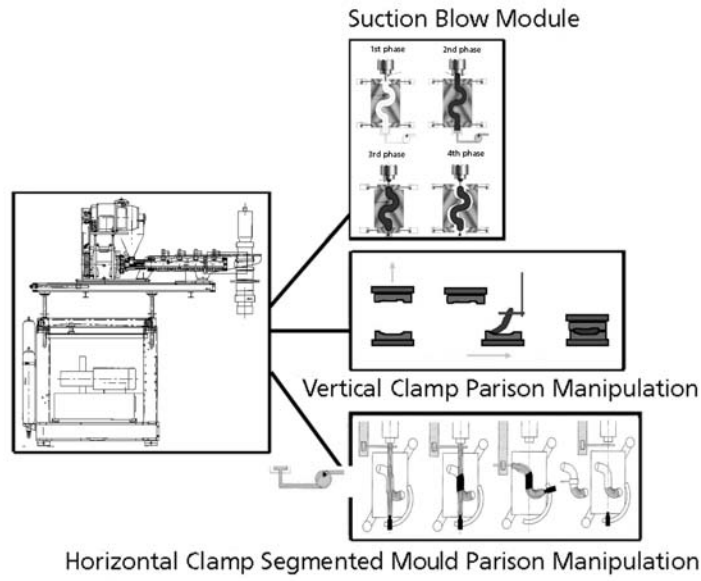 Suction Blow Module
1st phase
2nd phase
3rd phase
4th phase
Vertical Clamp Parison Manipulation
Horizontal Clamp Segmented Mould Parison Manipulation